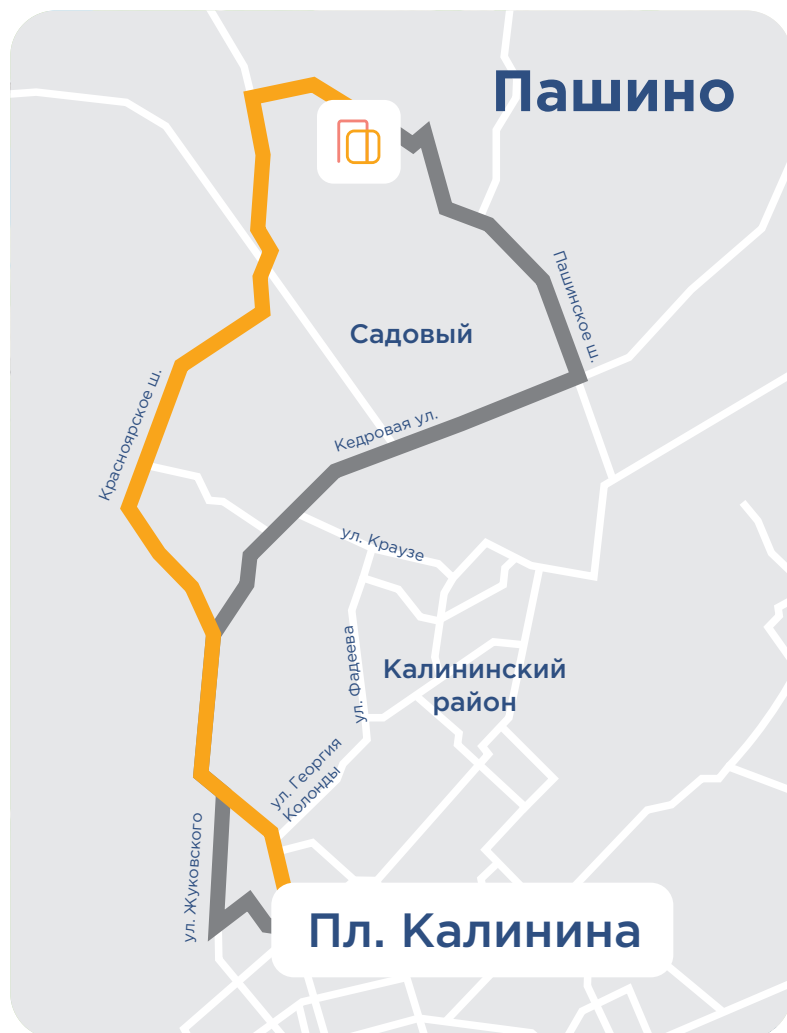 Пашино
Пашинское ш.
Садовый
Красноярское ш.
Кедровая ул.
ул. Краузе
ул. Фадеева
Калининский
район
ул. Георгия
Колонды
ул. Жуковского
Пл. Калинина